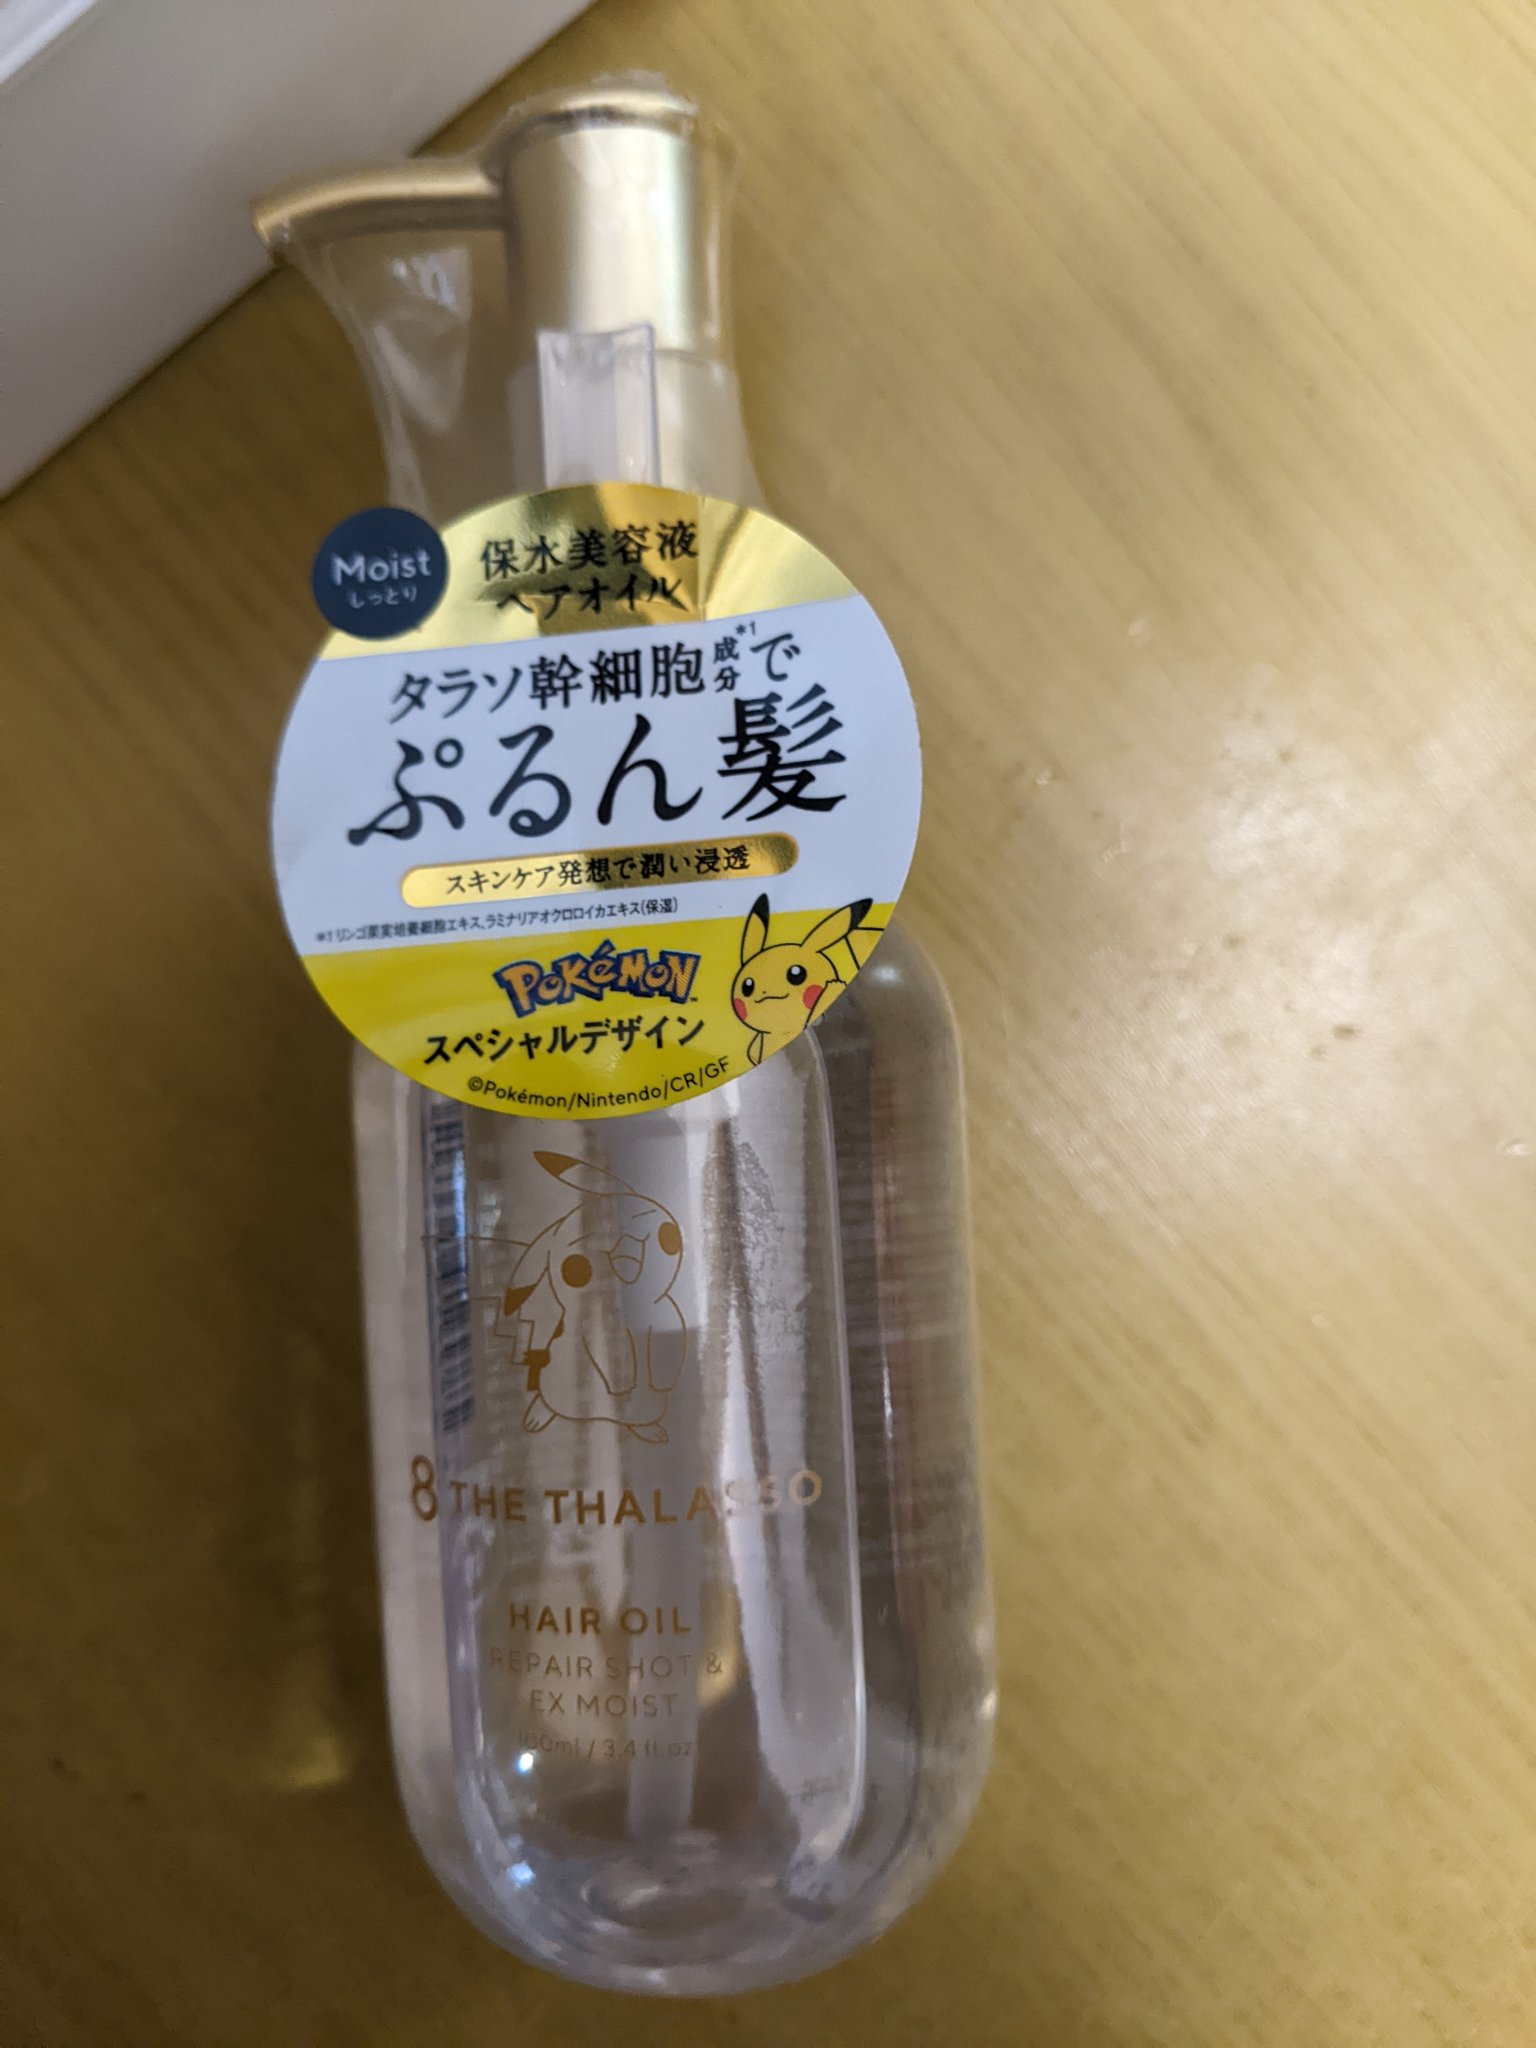 Moist
しっとり
保水美容液
ヘアオイル
タラソ幹細胞成分*1で
ぷるん髪
スキンケア発想で潤い浸透
*1 リンゴ果実培養細胞エキス、ラミナリアオクロロイカエキス(保湿)
POKÉMON
スペシャルデザイン
©Pokémon/Nintendo/CR/GF
8 THE THALASSO
HAIR OIL
REPAIR SHOT &
EX MOIST
100ml / 3.4 fl.oz